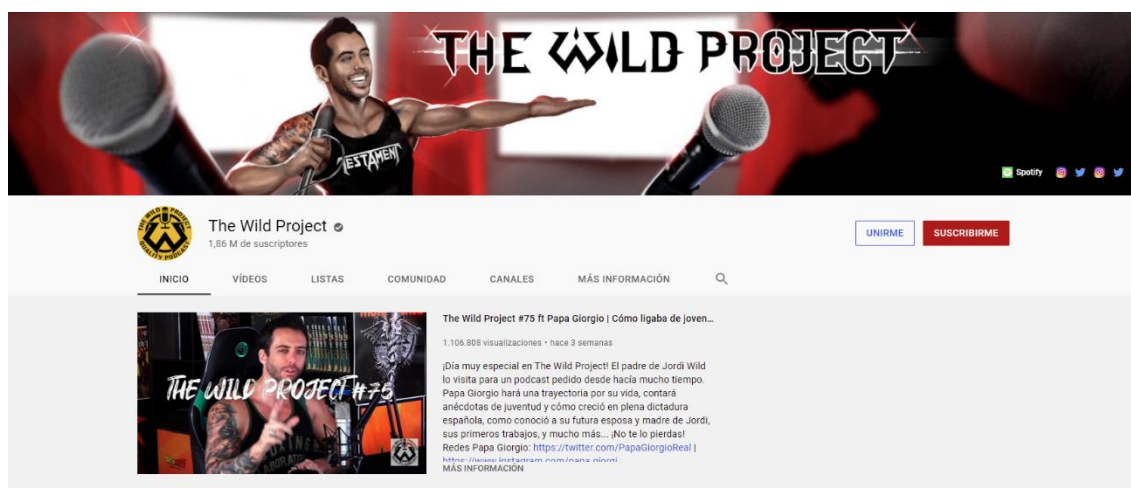 THE WILD PROJECT
TESTAMENT
Spotify
THE WILD PROJECT
QUALITY PODCAST
The Wild Project
1,86 M de suscriptores
UNIRME
SUSCRIBIRME
INICIO
VÍDEOS
LISTAS
COMUNIDAD
CANALES
MÁS INFORMACIÓN
THE WILD PROJECT #75
The Wild Project #75 ft Papa Giorgio | Cómo ligaba de joven...
1.106.808 visualizaciones • hace 3 semanas
¡Día muy especial en The Wild Project! El padre de Jordi Wild
lo visita para un podcast pedido desde hacía mucho tiempo.
Papa Giorgio hará una trayectoria por su vida, contará
anécdotas de juventud y cómo creció en plena dictadura
española, como conoció a su futura esposa y madre de Jordi,
sus primeros trabajos, y mucho más... ¡No te lo pierdas!
Redes Papa Giorgio: https://twitter.com/PapaGiorgioReal |
MÁS INFORMACIÓN